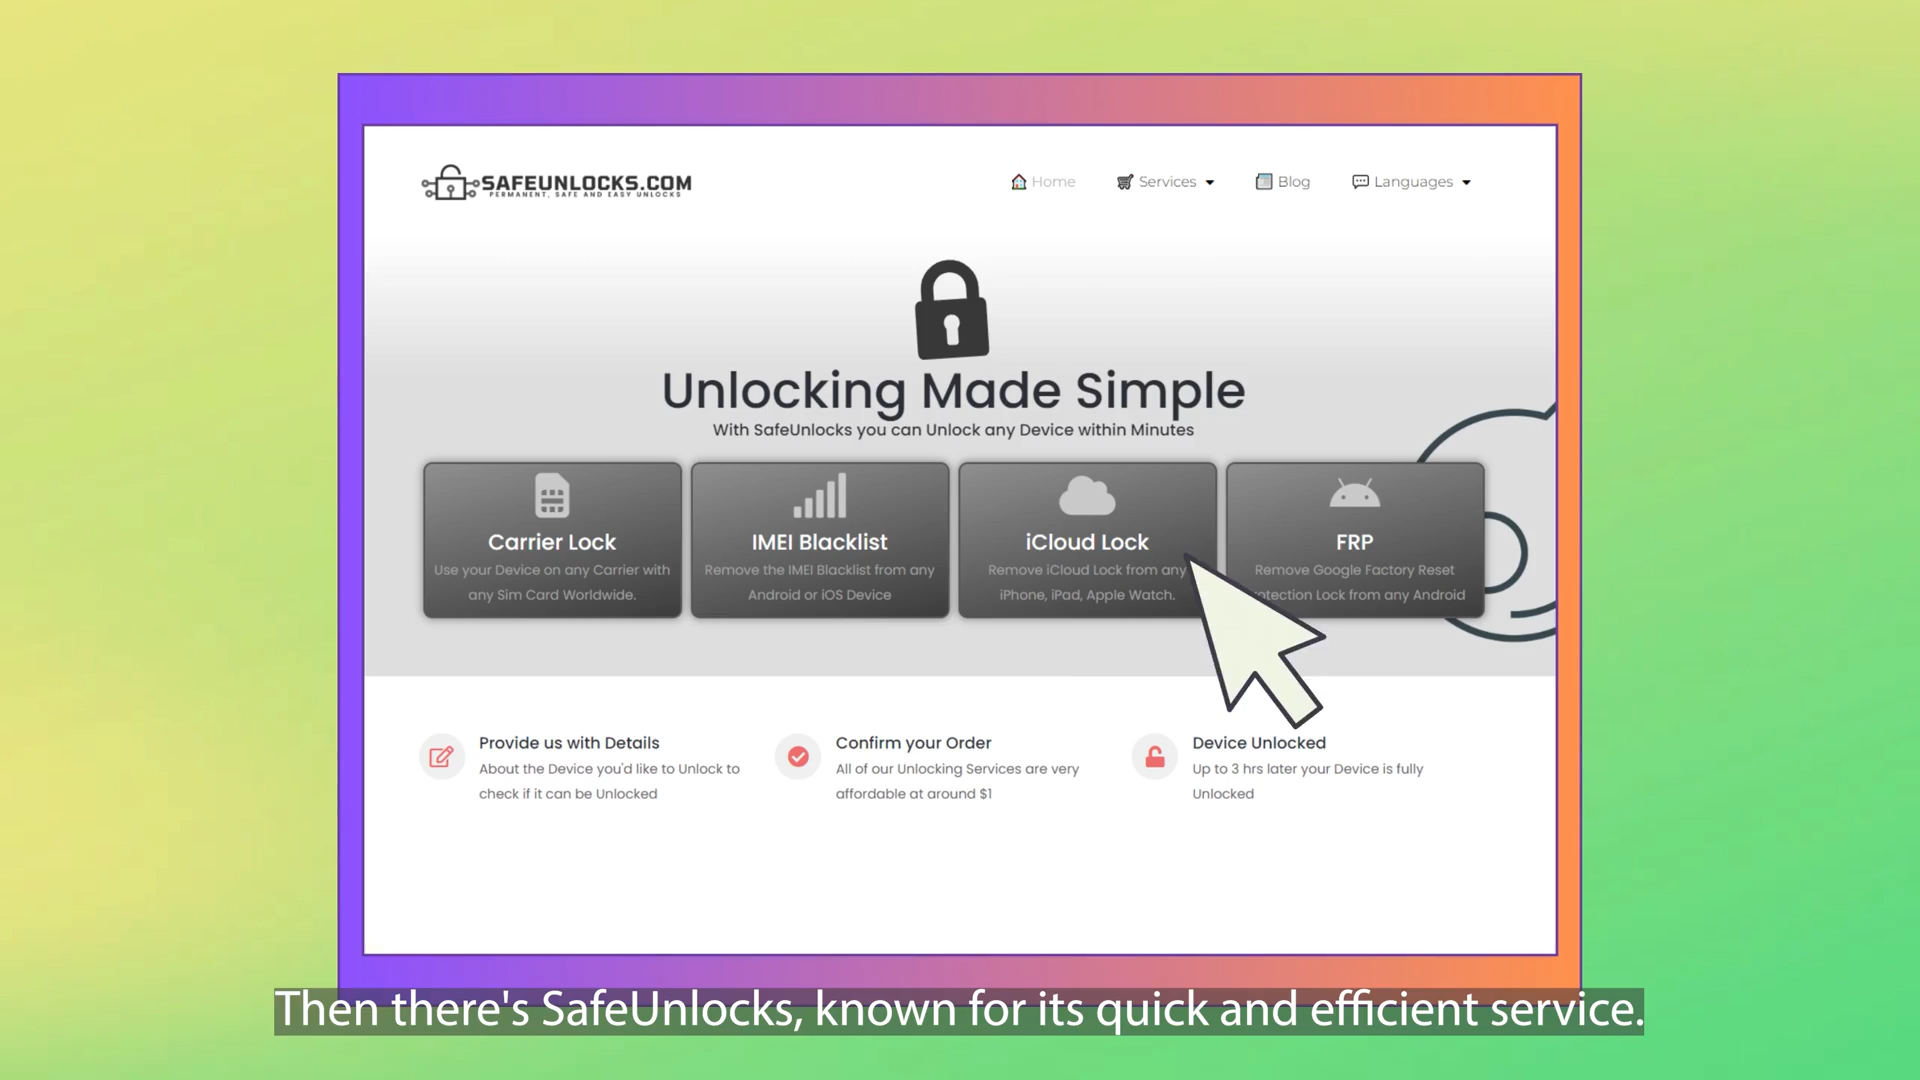 SAFEUNLOCKS.COM
PERMANENT, SAFE AND EASY UNLOCKS
Home
Services
Blog
Languages
Unlocking Made Simple
With SafeUnlocks you can Unlock any Device within Minutes
Carrier Lock
Use your Device on any Carrier with
any Sim Card Worldwide.
IMEI Blacklist
Remove the IMEI Blacklist from any
Android or iOS Device
iCloud Lock
Remove iCloud Lock from any
iPhone, iPad, Apple Watch.
FRP
Remove Google Factory Reset
otection Lock from any Android
Provide us with Details
About the Device you'd like to Unlock to
check if it can be Unlocked
Confirm your Order
All of our Unlocking Services are very
affordable at around $1
Device Unlocked
Up to 3 hrs later your Device is fully
Unlocked
Then there's SafeUnlocks, known for its quick and efficient service.